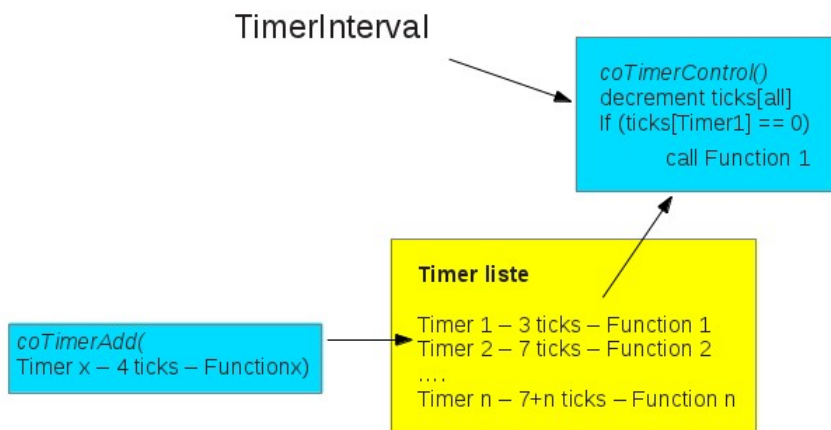 TimerInterval
coTimerControl()
decrement ticks[all]
If (ticks[Timer1] == 0)
call Function 1
Timer liste
Timer 1 – 3 ticks – Function 1
Timer 2 – 7 ticks – Function 2
....
Timer n – 7+n ticks – Function n
coTimerAdd(
Timer x – 4 ticks – Functionx)